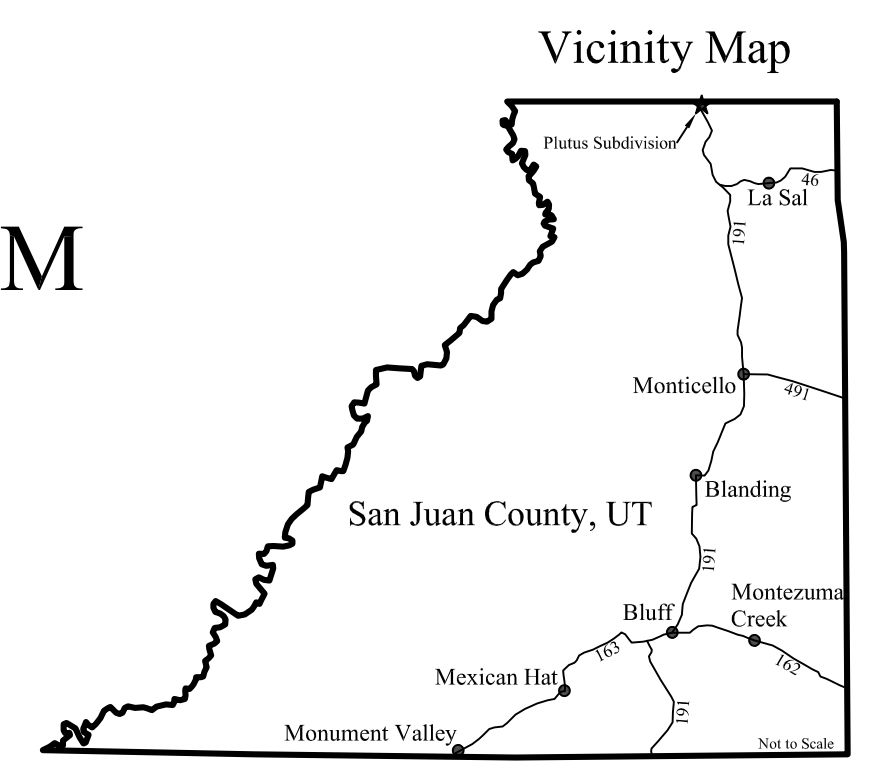 Vicinity Map
Plutus Subdivision
46
La Sal
M
191
Monticello
491
Blanding
San Juan County, UT
191
Montezuma
Creek
Bluff
163
162
Mexican Hat
191
Monument Valley
Not to Scale